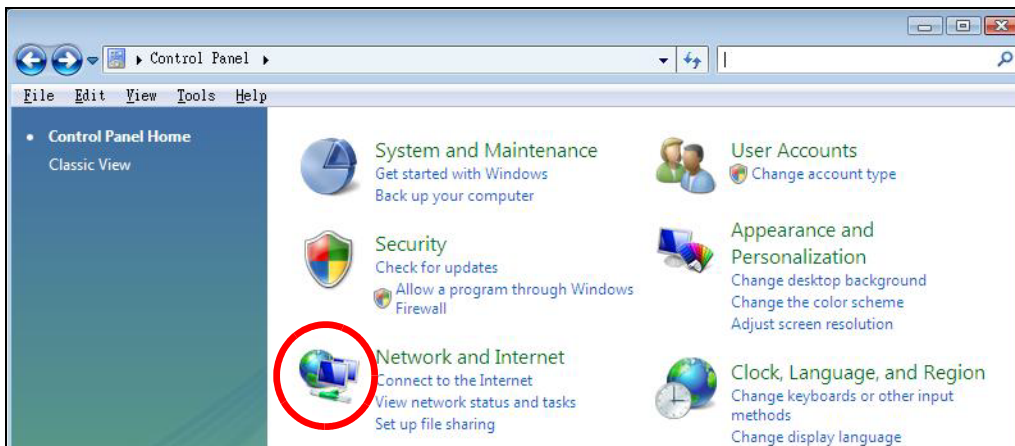 Control Panel
File Edit View Tools Help
Control Panel Home
Classic View
System and Maintenance
Get started with Windows
Back up your computer
Security
Check for updates
Allow a program through Windows
Firewall
Network and Internet
Connect to the Internet
View network status and tasks
Set up file sharing
User Accounts
Change account type
Appearance and
Personalization
Change desktop background
Change the color scheme
Adjust screen resolution
Clock, Language, and Region
Change keyboards or other input
methods
Change display language